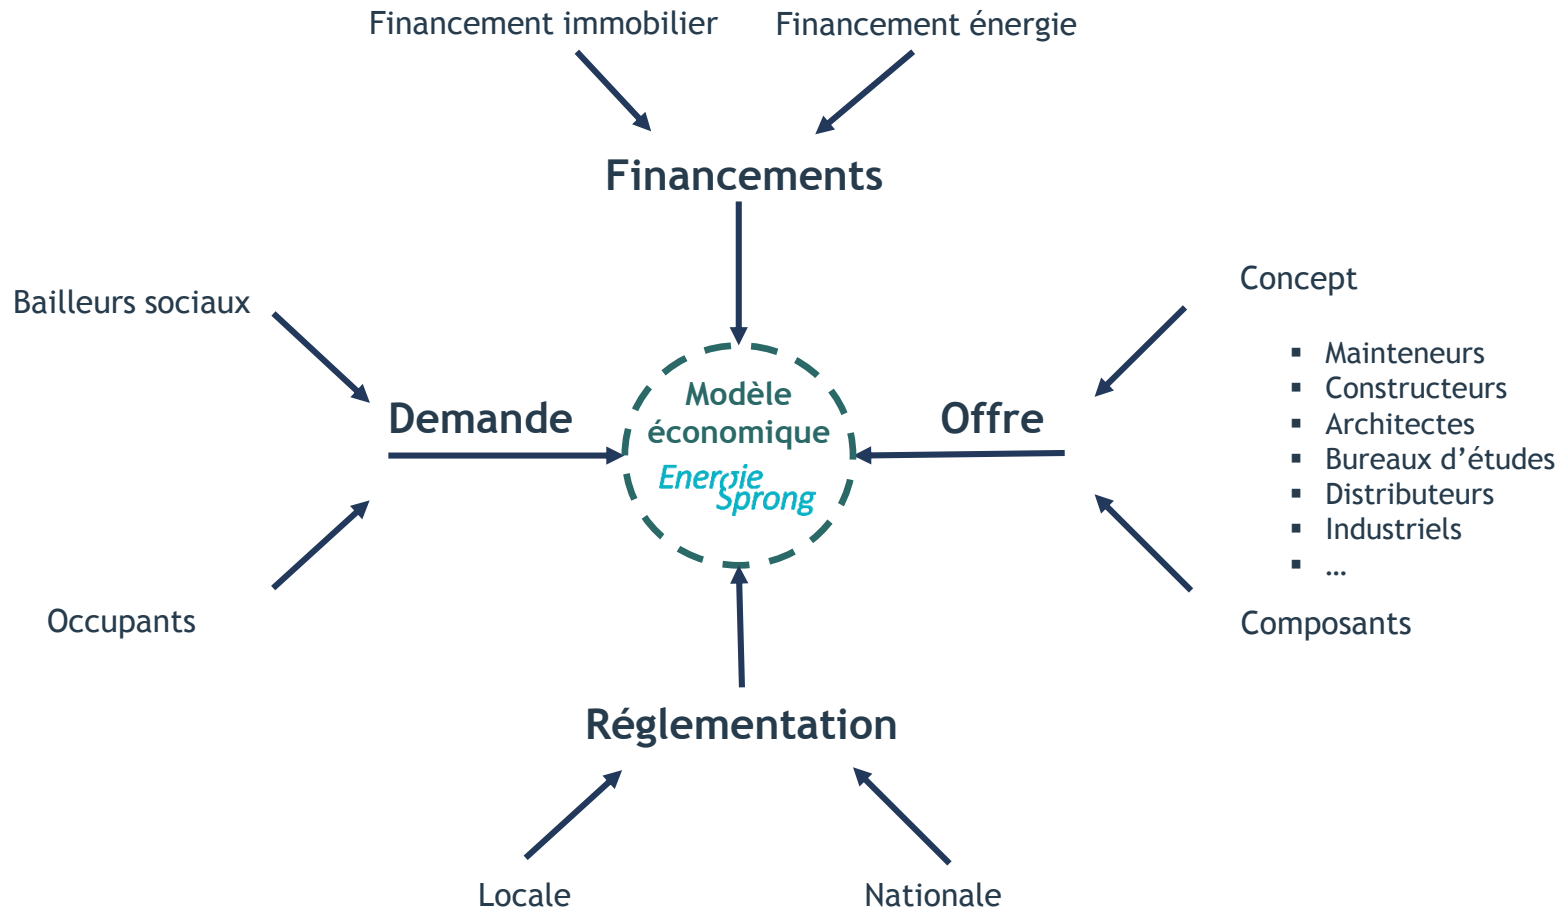 Financement immobilier
Financement énergie
Financements
Bailleurs sociaux
Concept
▪ Mainteneurs
▪ Constructeurs
▪ Architectes
▪ Bureaux d’études
▪ Distributeurs
▪ Industriels
▪ …
Demande
Modèle
économique
Energie
Sprong
Offre
Occupants
Composants
Réglementation
Locale
Nationale